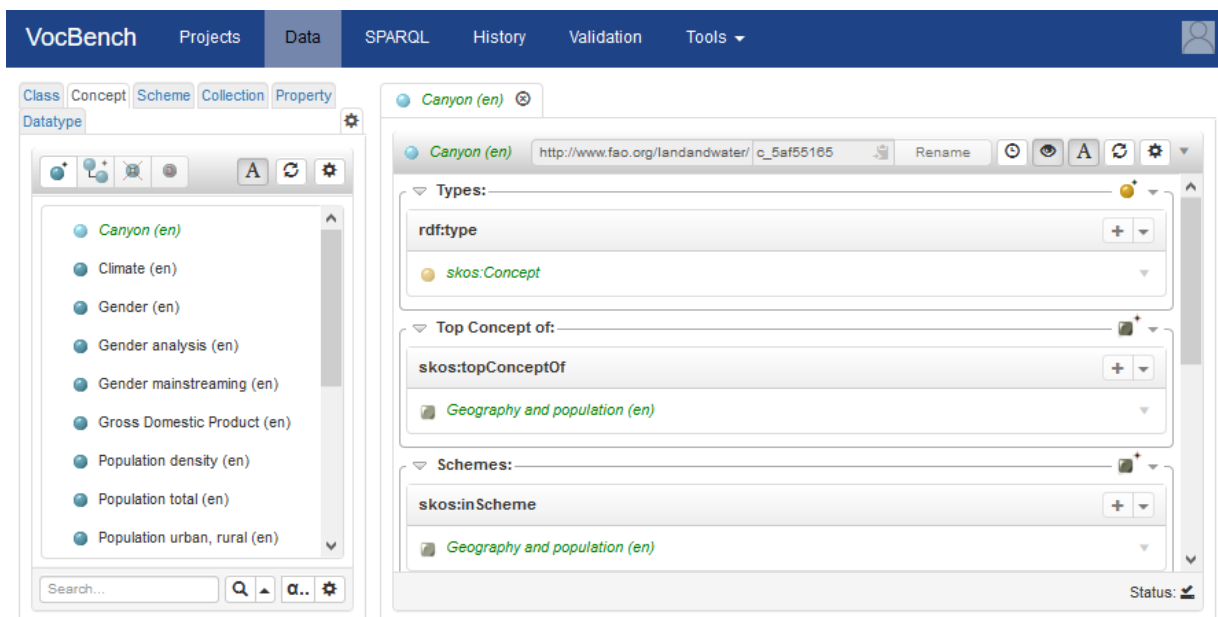 VocBench Projects Data SPARQL History Validation Tools
Class Concept Scheme Collection Property
Datatype
A
Canyon (en)
Climate (en)
Gender (en)
Gender analysis (en)
Gender mainstreaming (en)
Gross Domestic Product (en)
Population density (en)
Population total (en)
Population urban, rural (en)
Search...
α..
Canyon (en)
Canyon (en) http://www.fao.org/landandwater/ c_5af55165 Rename A
Types:
rdf:type
skos:Concept
Top Concept of:
skos:topConceptOf
Geography and population (en)
Schemes:
skos:inScheme
Geography and population (en)
Status: